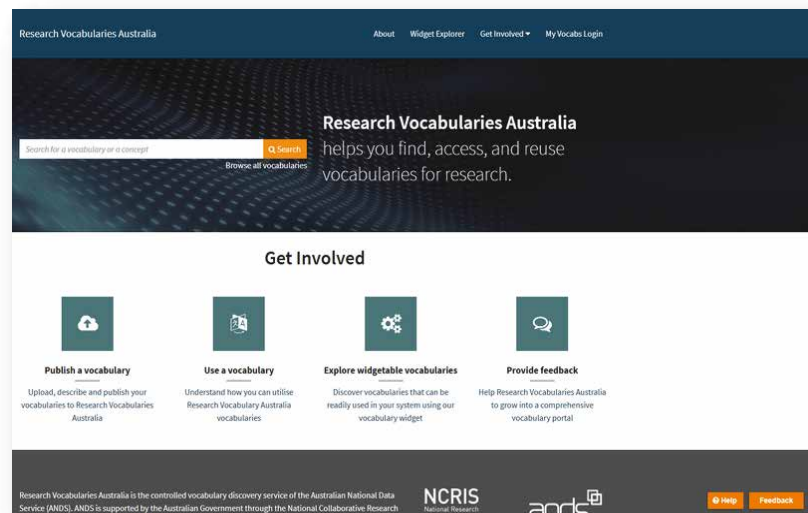 Research Vocabularies Australia
About Widget Explorer Get Involved My Vocabs Login
Search for a vocabulary or a concept
Search
Browse all vocabularies
Research Vocabularies Australia
helps you find, access, and reuse
vocabularies for research.
Get Involved
Publish a vocabulary
Upload, describe and publish your
vocabularies to Research Vocabularies
Australia
Use a vocabulary
Understand how you can utilise
Research Vocabulary Australia
vocabularies
Explore widgetable vocabularies
Discover vocabularies that can be
readily used in your system using our
vocabulary widget
Provide feedback
Help Research Vocabularies Australia
to grow into a comprehensive
vocabulary portal
Research Vocabularies Australia is the controlled vocabulary discovery service of the Australian National Data
Service (ANDS). ANDS is supported by the Australian Government through the National Collaborative Research
NCRIS
National Research
ands
Help
Feedback